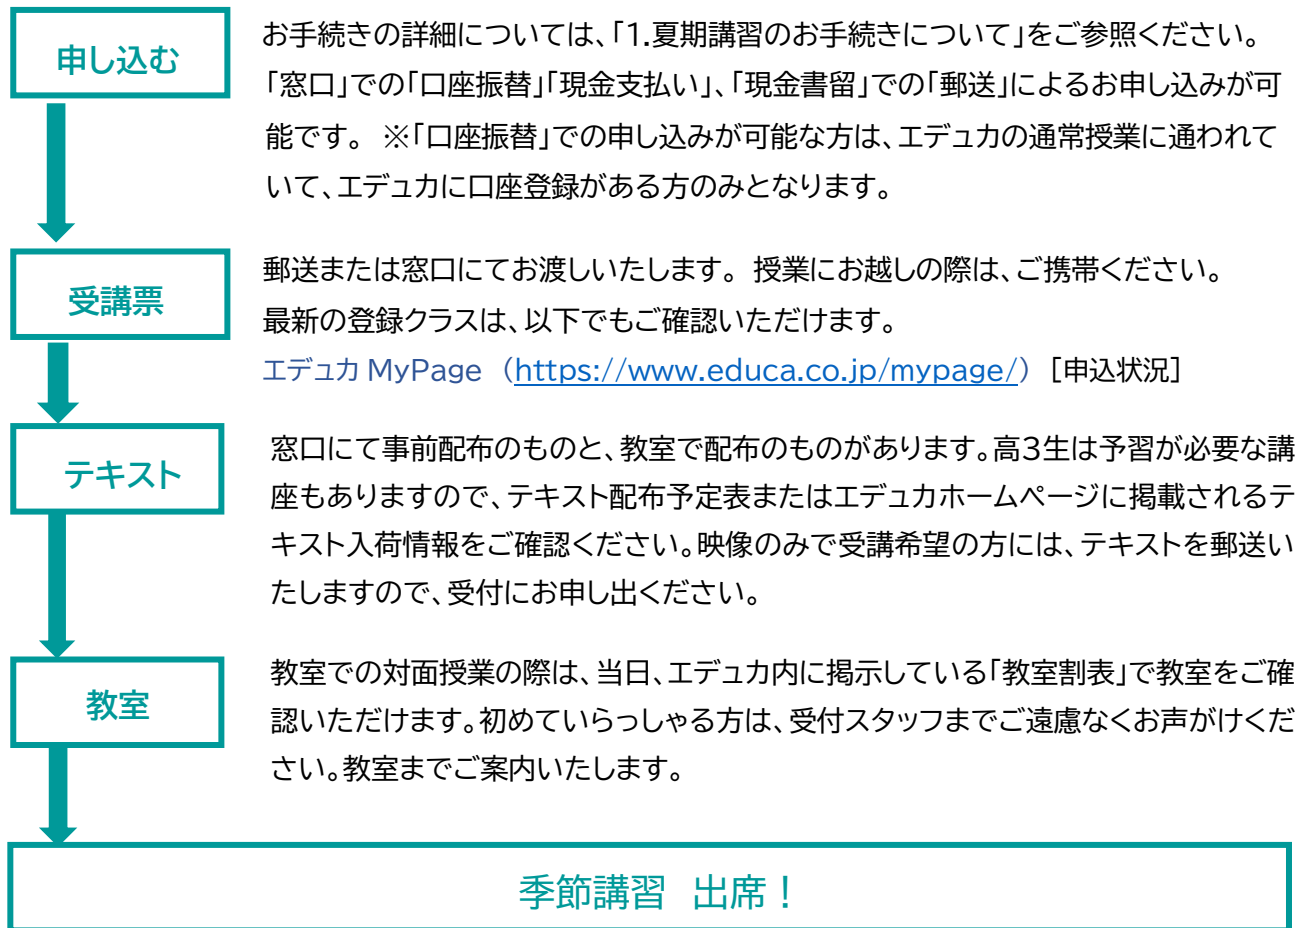 申し込む
お手続きの詳細については、「1.夏期講習のお手続きについて」をご参照ください。
「窓口」での「口座振替」「現金支払い」、「現金書留」での「郵送」によるお申し込みが可
能です。 ※「口座振替」での申し込みが可能な方は、エデュカの通常授業に通われて
いて、エデュカに口座登録がある方のみとなります。
受講票
郵送または窓口にてお渡しいたします。 授業にお越しの際は、ご携帯ください。
最新の登録クラスは、以下でもご確認いただけます。
エデュカ MyPage （https://www.educa.co.jp/mypage/） ［申込状況］
テキスト
窓口にて事前配布のものと、教室で配布のものがあります。高3生は予習が必要な講
座もありますので、テキスト配布予定表またはエデュカホームページに掲載されるテ
キスト入荷情報をご確認ください。映像のみで受講希望の方には、テキストを郵送い
たしますので、受付にお申し出ください。
教室
教室での対面授業の際は、当日、エデュカ内に掲示している「教室割表」で教室をご確
認いただけます。初めていらっしゃる方は、受付スタッフまでご遠慮なくお声がけくだ
さい。教室までご案内いたします。
季節講習 出席！